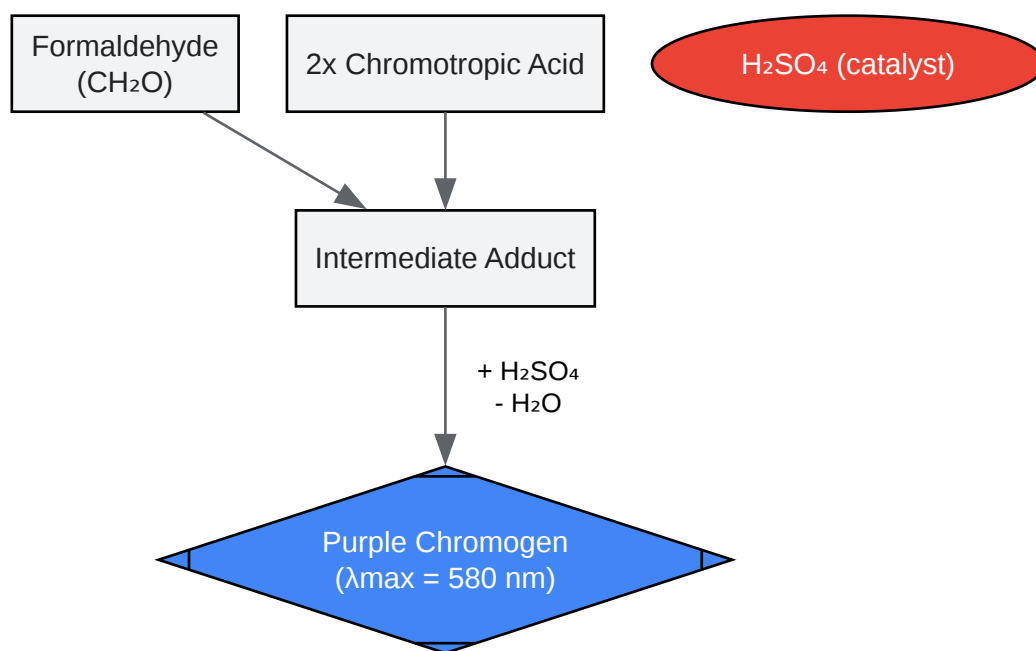 Formaldehyde
(CH₂O)
2x Chromotropic Acid
H₂SO₄ (catalyst)
Intermediate Adduct
+ H₂SO₄
- H₂O
Purple Chromogen
(λmax = 580 nm)